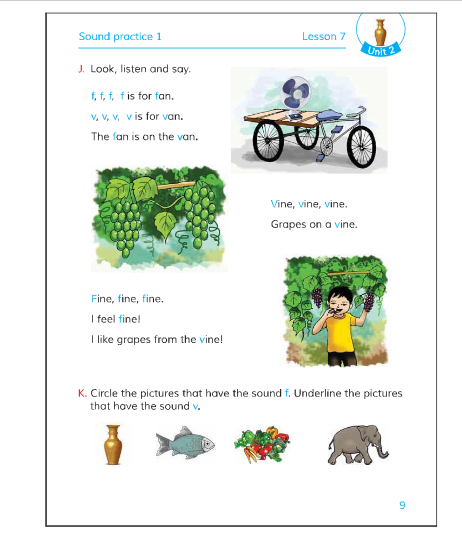 Sound practice 1
Lesson 7
Unit 2
J. Look, listen and say.
f, f, f, f is for fan.
v, v, v, v is for van.
The fan is on the van.
Vine, vine, vine.
Grapes on a vine.
Fine, fine, fine.
I feel fine!
I like grapes from the vine!
K. Circle the pictures that have the sound f. Underline the pictures
that have the sound v.
9